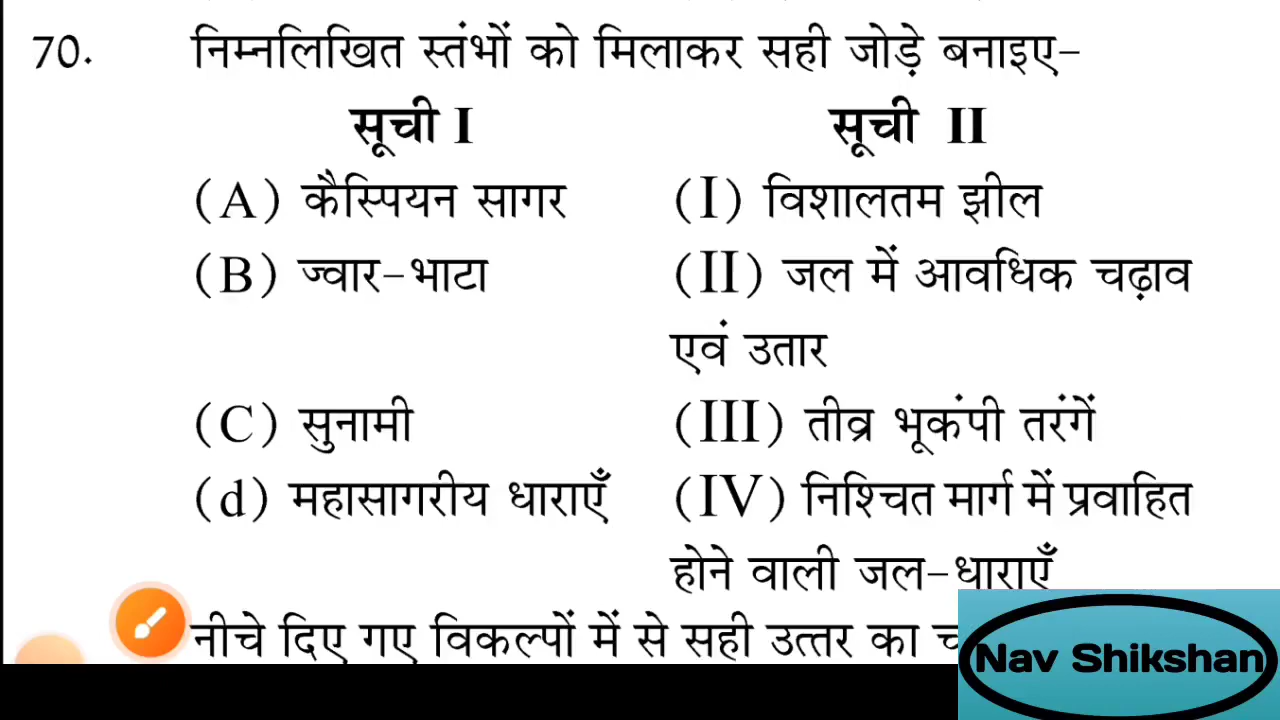 70. निम्नलिखित स्तंभों को मिलाकर सही जोड़े बनाइए-
सूची I सूची II
(A) कैस्पियन सागर (I) विशालतम झील
(B) ज्वार-भाटा (II) जल में आवधिक चढ़ाव
एवं उतार
(C) सुनामी (III) तीव्र भूकंपी तरंगें
(d) महासागरीय धाराएँ (IV) निश्चित मार्ग में प्रवाहित
होने वाली जल-धाराएँ
नीचे दिए गए विकल्पों में से सही उत्तर का
Nav Shikshan